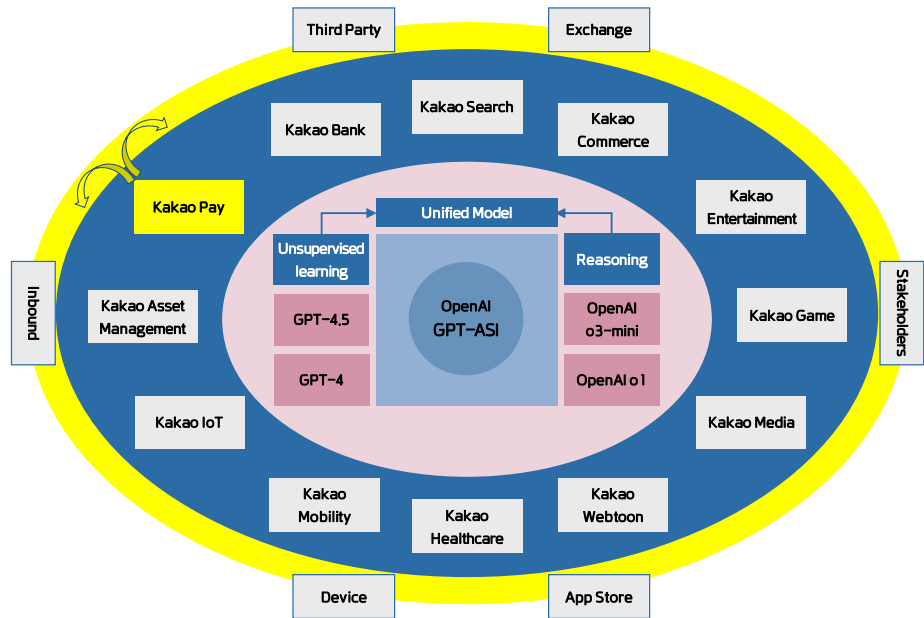 Third Party
Exchange
Kakao Search
Kakao Bank
Kakao
Commerce
Kakao Pay
Kakao
Entertainment
Unified Model
Unsupervised
learning
Reasoning
Inbound
Stakeholders
Kakao Asset
Management
GPT-4.5
OpenAI
GPT-ASI
OpenAI
o3-mini
Kakao Game
GPT-4
OpenAI o1
Kakao IoT
Kakao Media
Kakao
Mobility
Kakao
Healthcare
Kakao
Webtoon
Device
App Store